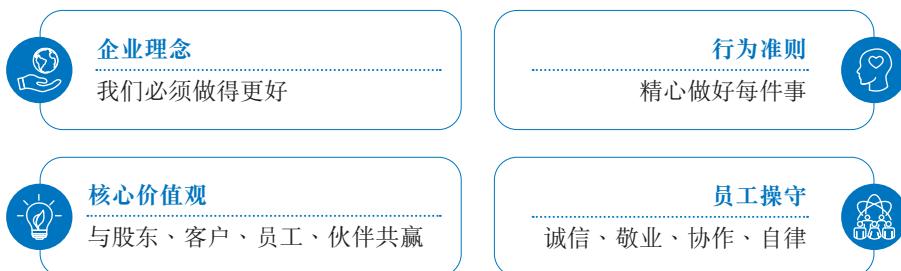 企业理念
我们必须做得更好
行为准则
精心做好每件事
核心价值观
与股东、客户、员工、伙伴共赢
员工操守
诚信、敬业、协作、自律